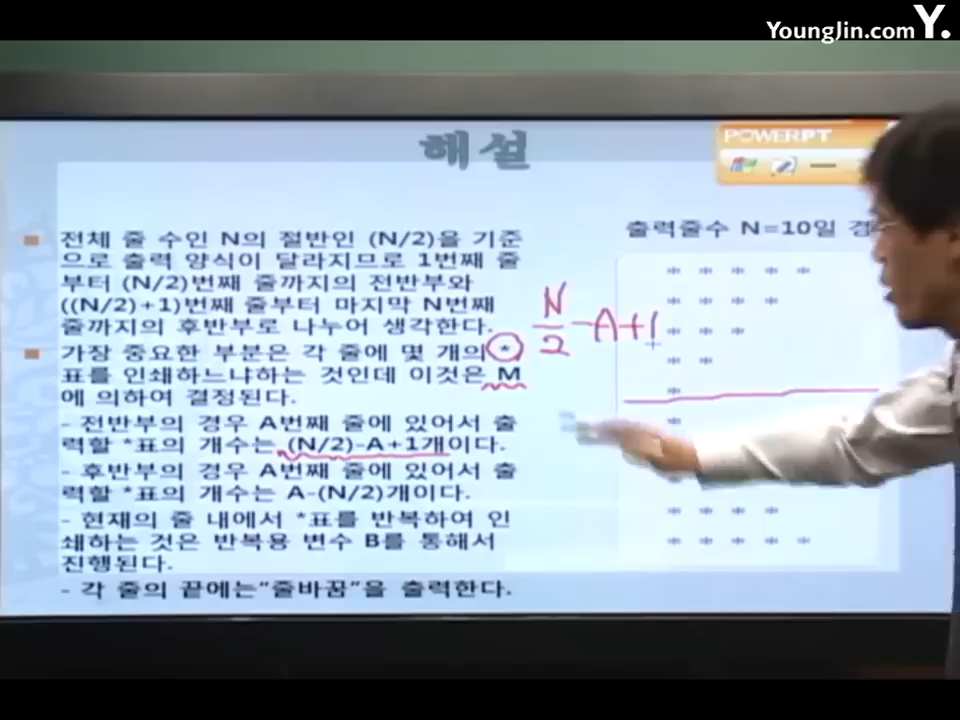 YoungJin.com Y.
해설
POWERPT
전체 줄 수인 N의 절반인 (N/2)을 기준
으로 출력 양식이 달라지므로 1번째 줄
부터 (N/2)번째 줄까지의 전반부와
((N/2)+1)번째 줄부터 마지막 N번째
줄까지의 후반부로 나누어 생각한다.
가장 중요한 부분은 각 줄에 몇 개의 *
표를 인쇄하느냐하는 것인데 이것은 M
에 의하여 결정된다.
- 전반부의 경우 A번째 줄에 있어서 출
력할 *표의 개수는 (N/2)-A+1개이다.
- 후반부의 경우 A번째 줄에 있어서 출
력할 *표의 개수는 A-(N/2)개이다.
- 현재의 줄 내에서 *표를 반복하여 인
쇄하는 것은 반복용 변수 B를 통해서
진행된다.
- 각 줄의 끝에는"줄바꿈"을 출력한다.
N/2 -A+1
출력줄수 N=10일 경
* * * * *
* * * *
* * *
* *
*
*
* * * *
* * * * *